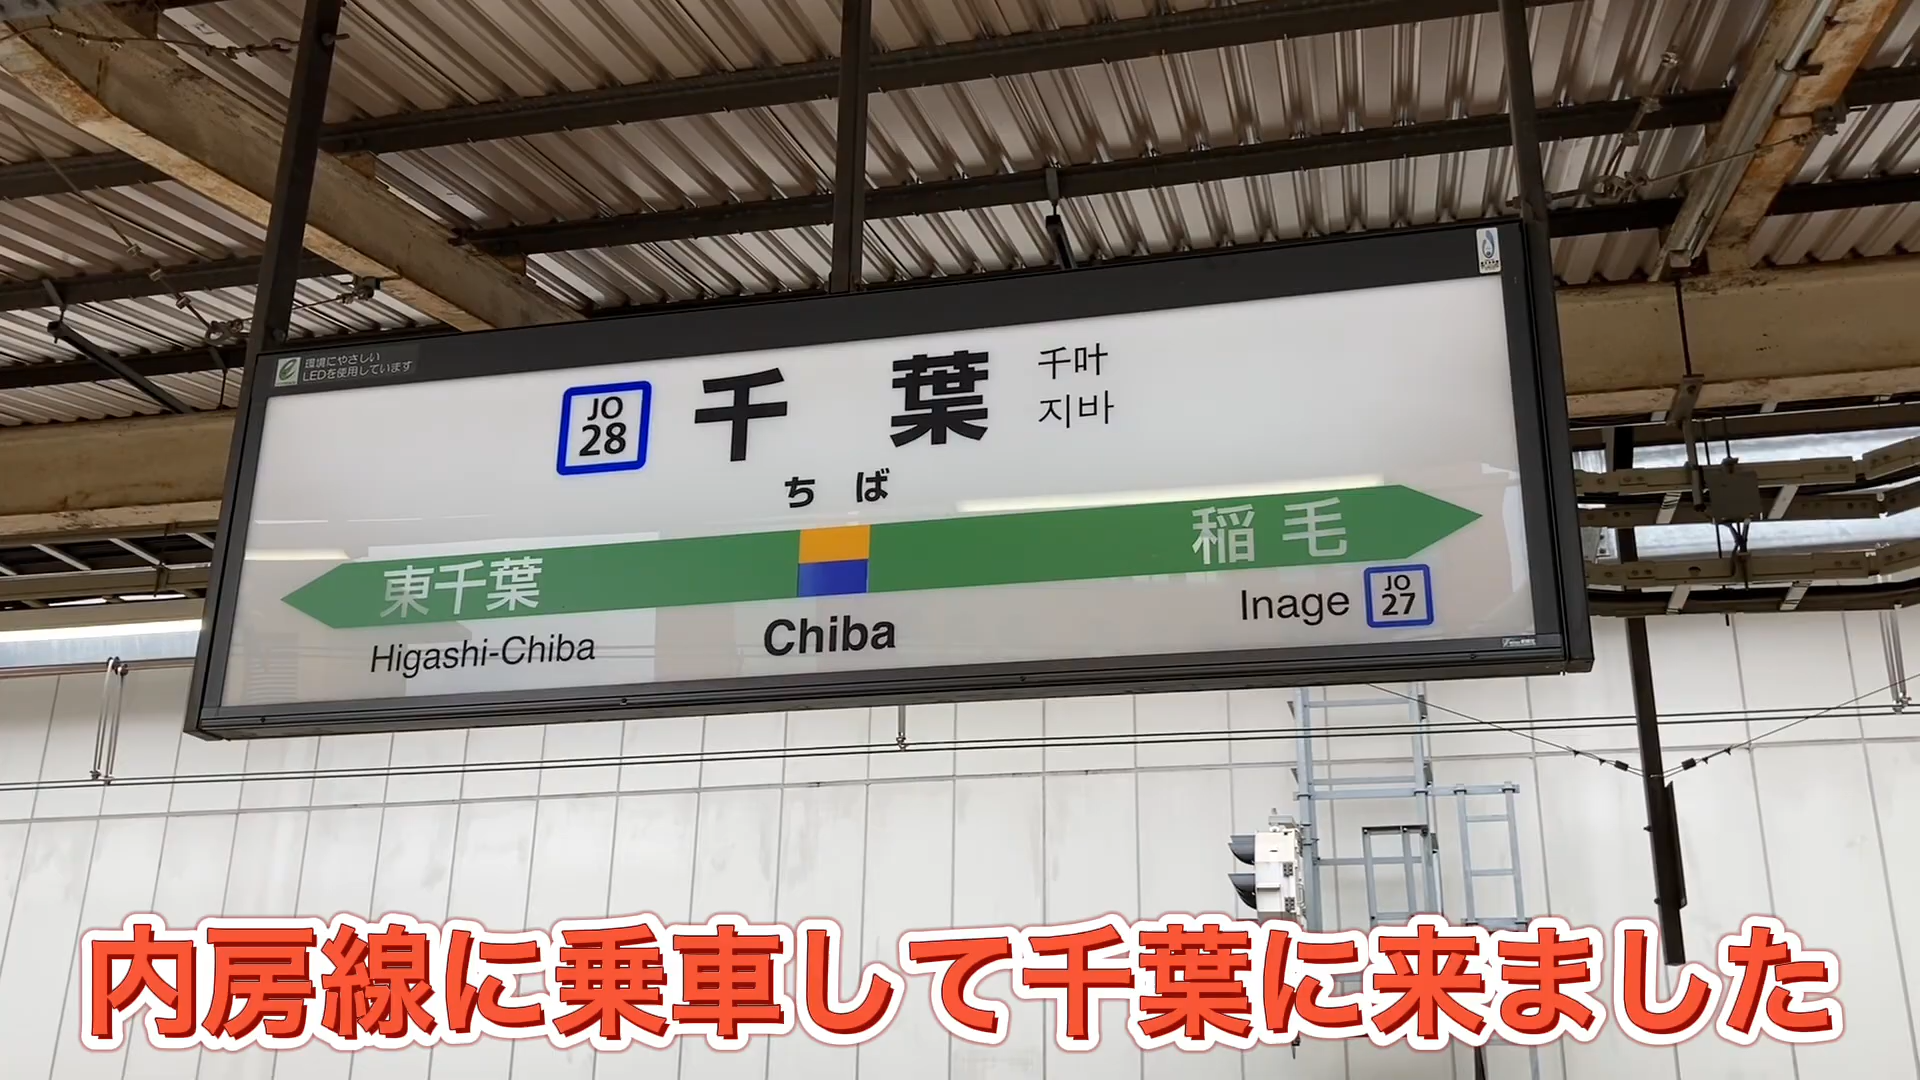 環境にやさしい
LEDを使用しています
JO
28
千葉
千叶
지바
ちば
東千葉
稲毛
Higashi-Chiba
Chiba
Inage
JO
27
内房線に乗車して千葉に来ました